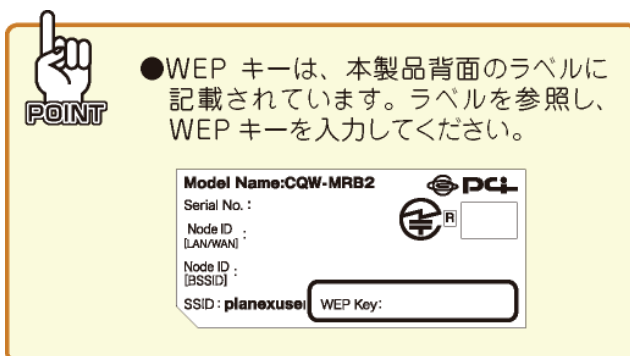 POINT
●WEP キーは、本製品背面のラベルに
記載されています。ラベルを参照し、
WEP キーを入力してください。
Model Name:CQW-MRB2
PCi
Serial No. :
R
Node ID :
[LAN/WAN]
Node ID :
[BSSID]
SSID : planexuser
WEP Key: